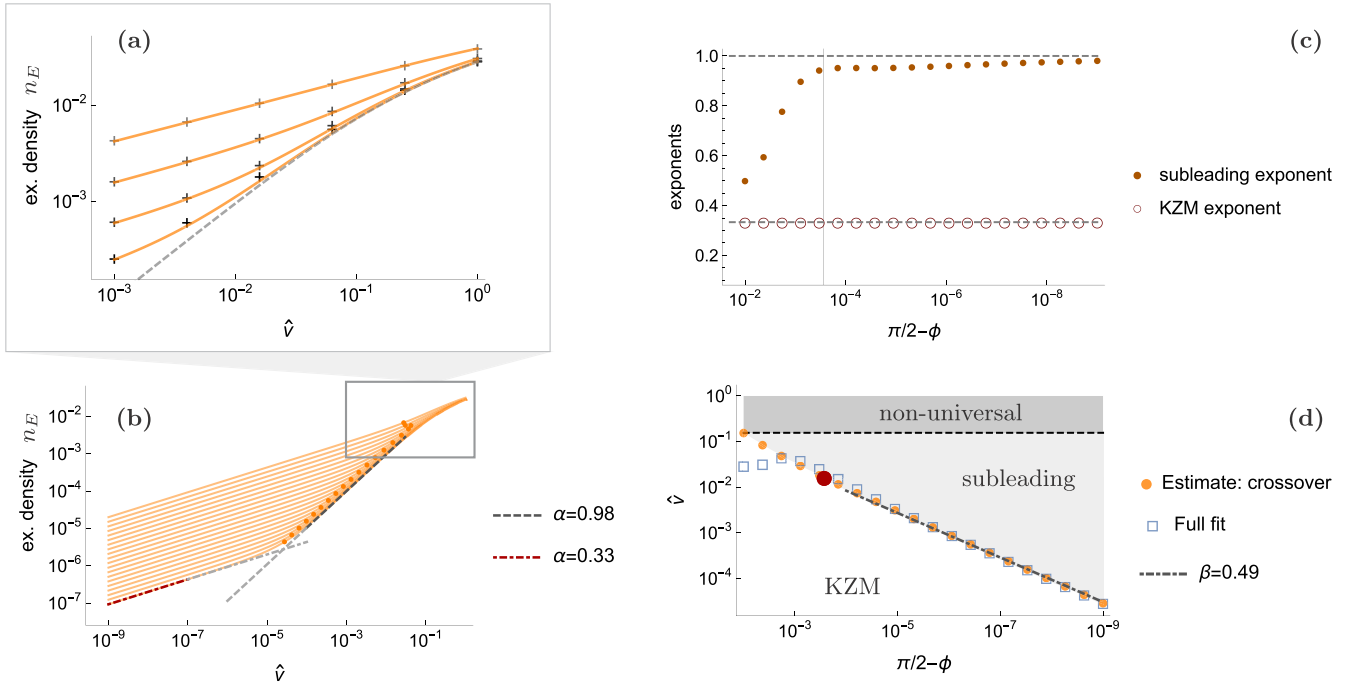 (a)
ex. density n_E
10⁻²
10⁻³
10⁻³ 10⁻² 10⁻¹ 10⁰
v̂
(b)
ex. density n_E
10⁻²
10⁻³
10⁻⁴
10⁻⁵
10⁻⁶
10⁻⁷
10⁻⁹ 10⁻⁷ 10⁻⁵ 10⁻³ 10⁻¹
v̂
α=0.98
α=0.33
(c)
exponents
1.0
0.8
0.6
0.4
0.2
10⁻² 10⁻⁴ 10⁻⁶ 10⁻⁸
π/2-ϕ
subleading exponent
KZM exponent
(d)
v̂
10⁰
10⁻¹
10⁻²
10⁻³
10⁻⁴
non-universal
subleading
KZM
10⁻³ 10⁻⁵ 10⁻⁷ 10⁻⁹
π/2-ϕ
Estimate: crossover
Full fit
β=0.49